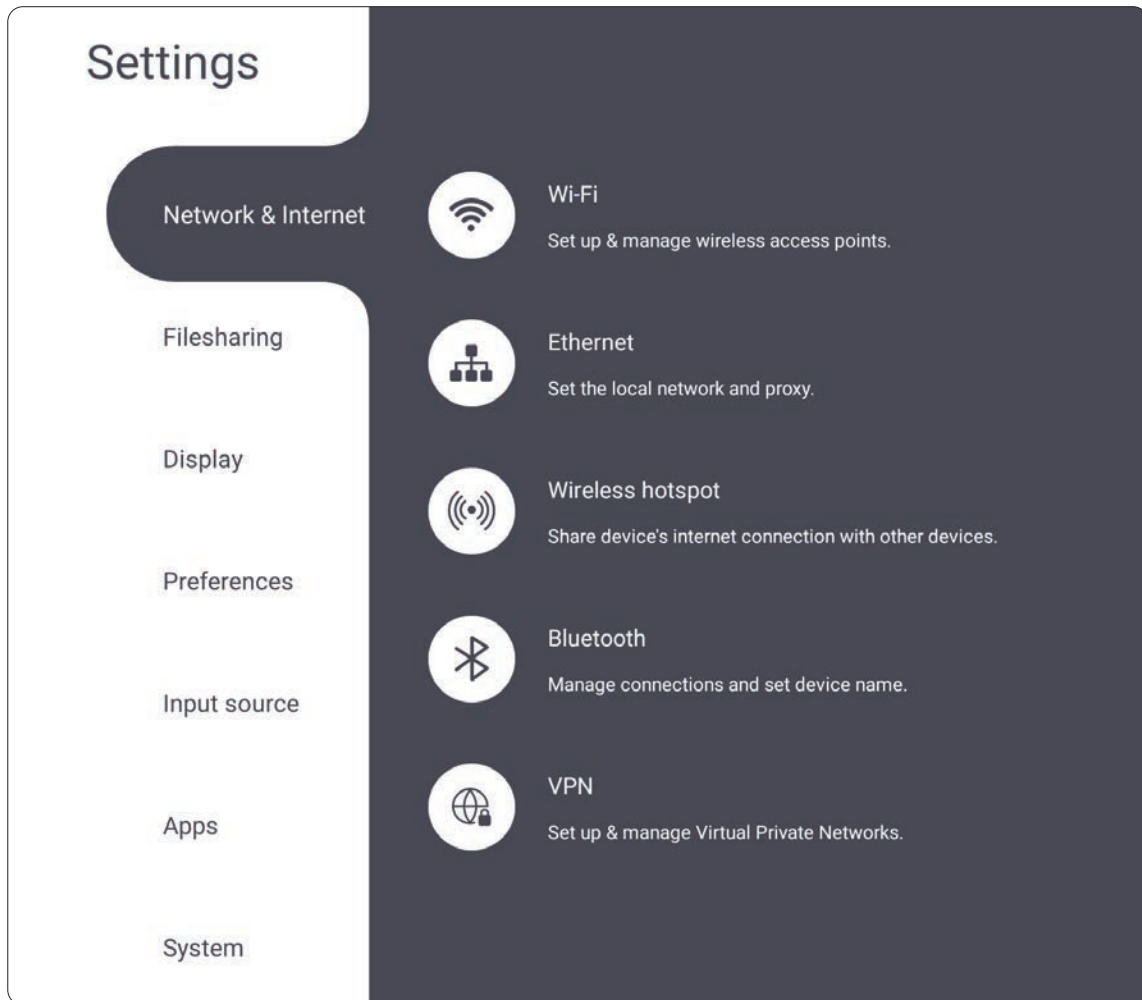 Settings
Network & Internet
Filesharing
Display
Preferences
Input source
Apps
System
Wi-Fi
Set up & manage wireless access points.
Ethernet
Set the local network and proxy.
Wireless hotspot
Share device's internet connection with other devices.
Bluetooth
Manage connections and set device name.
VPN
Set up & manage Virtual Private Networks.